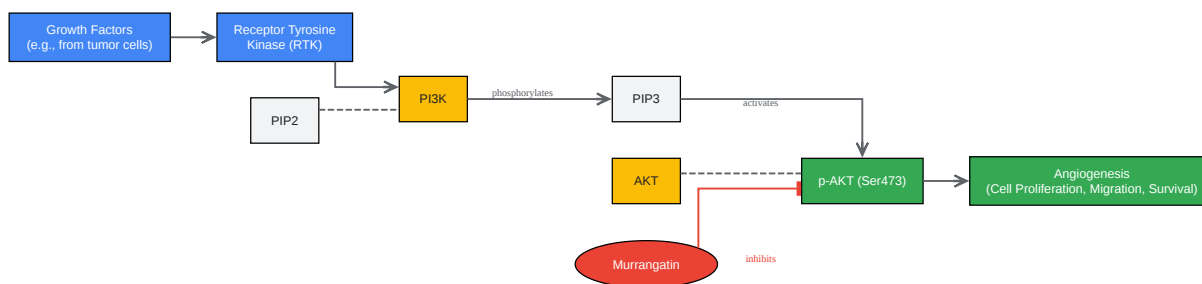 Growth Factors
(e.g., from tumor cells)
Receptor Tyrosine
Kinase (RTK)
PI3K
phosphorylates
PIP3
activates
PIP2
AKT
p-AKT (Ser473)
Angiogenesis
(Cell Proliferation, Migration, Survival)
Murrangatin
inhibits